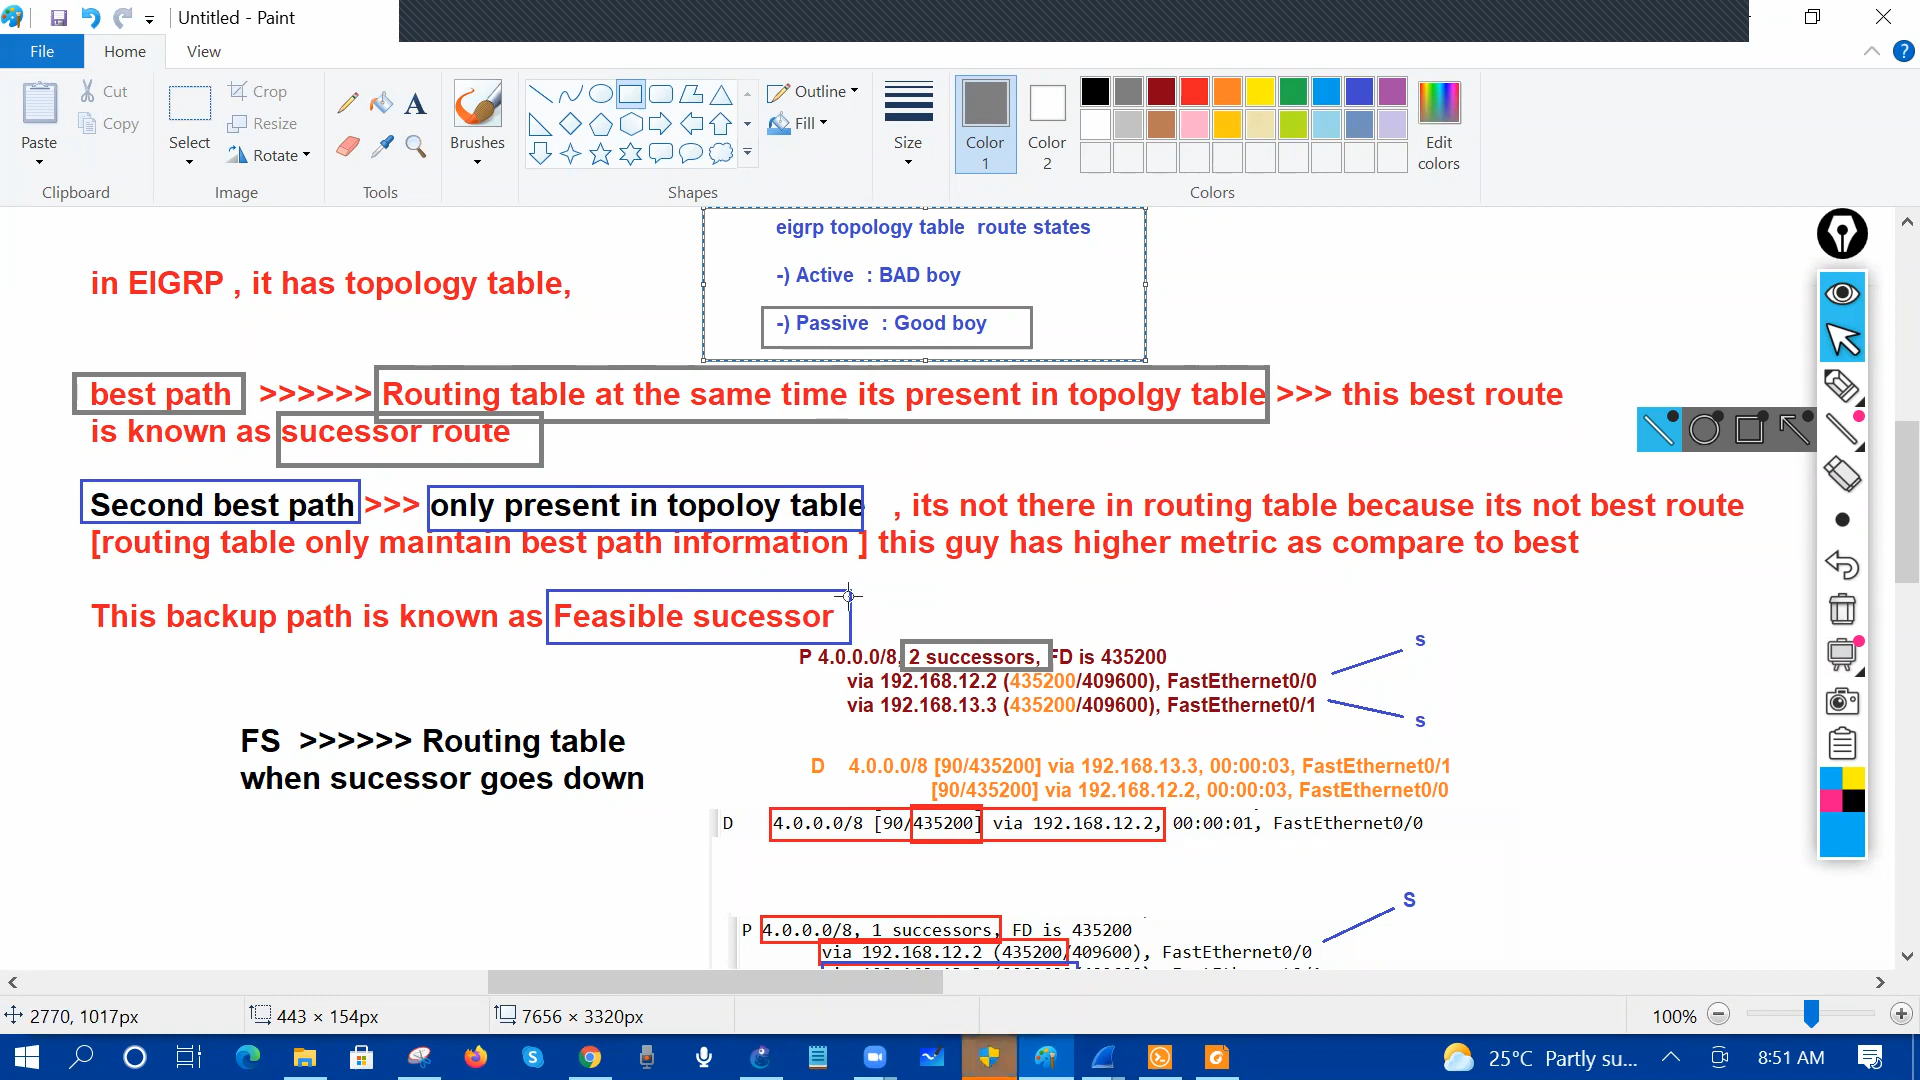 Untitled - Paint
File
Home
View
Paste
Cut
Copy
Clipboard
Select
Crop
Resize
Rotate
Image
Tools
Brushes
Shapes
Outline
Fill
Size
Color
1
Color
2
Edit
colors
Colors
eigrp topology table  route states
-) Active  : BAD boy
-) Passive  : Good boy
in EIGRP , it has topology table,
best path   >>>>>> Routing table at the same time its present in topolgy table >>> this best route
is known as sucessor route
Second best path >>> only present in topoloy table   , its not there in routing table because its not best route
[routing table only maintain best path information ] this guy has higher metric as compare to best
This backup path is known as Feasible sucessor
P 4.0.0.0/8, 2 successors, FD is 435200
via 192.168.12.2 (435200/409600), FastEthernet0/0
via 192.168.13.3 (435200/409600), FastEthernet0/1
s
s
FS  >>>>>> Routing table
when sucessor goes down
D    4.0.0.0/8 [90/435200] via 192.168.13.3, 00:00:03, FastEthernet0/1
[90/435200] via 192.168.12.2, 00:00:03, FastEthernet0/0
D    4.0.0.0/8 [90/435200] via 192.168.12.2, 00:00:01, FastEthernet0/0
S
P 4.0.0.0/8, 1 successors, FD is 435200
via 192.168.12.2 (435200/409600), FastEthernet0/0
2770, 1017px
443 × 154px
7656 × 3320px
100%
25°C  Partly su...
8:51 AM